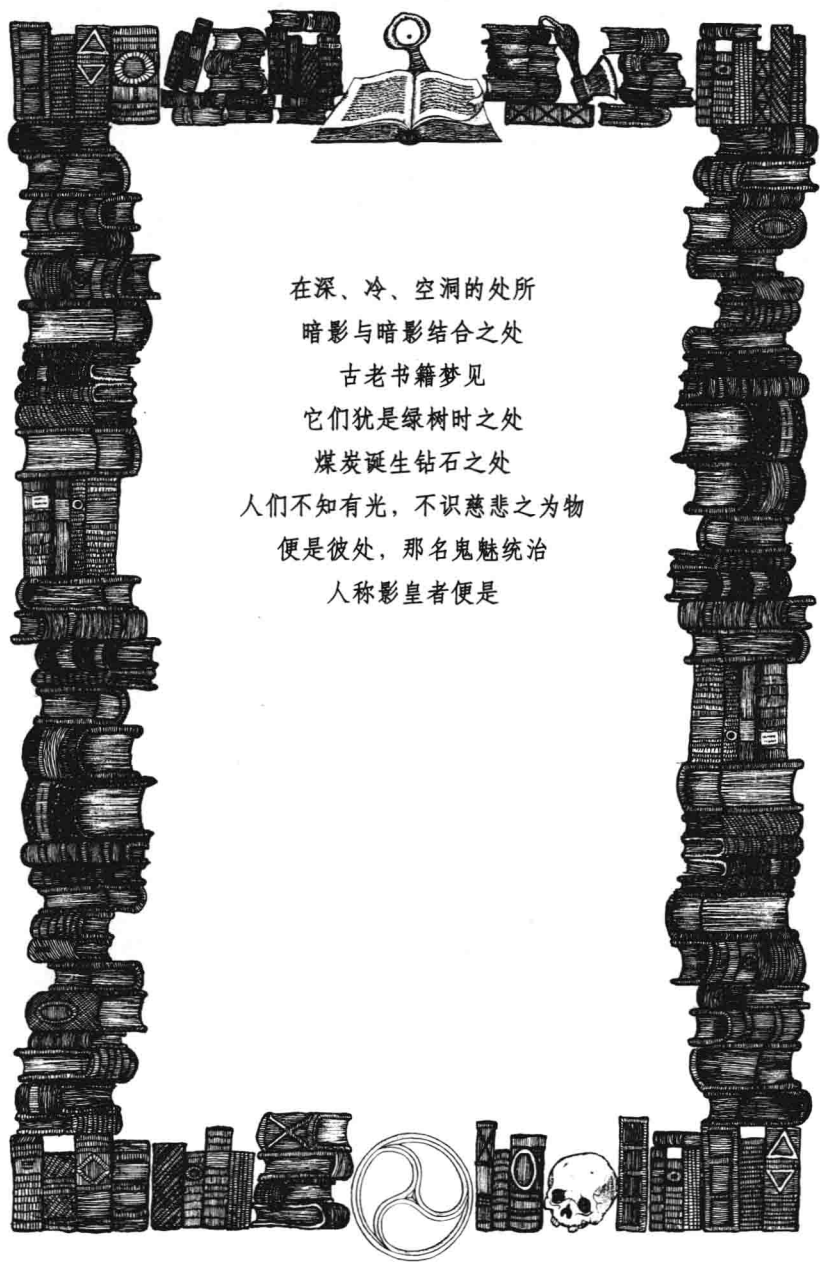 在深、冷、空洞的处所
暗影与暗影结合之处
古老书籍梦见
它们犹是绿树时之处
煤炭诞生钻石之处
人们不知有光，不识慈悲之为物
便是彼处，那名鬼魅统治
人称影皇者便是